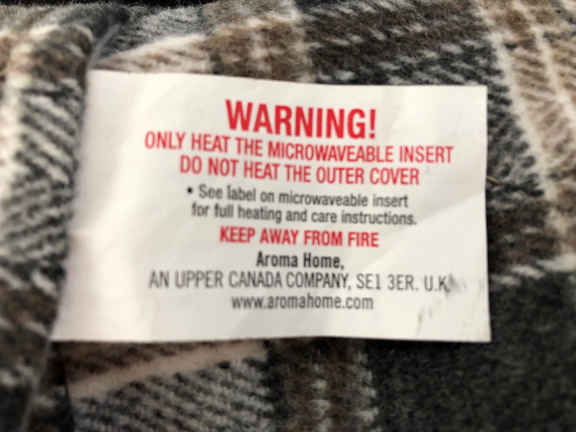 WARNING!
ONLY HEAT THE MICROWAVEABLE INSERT
DO NOT HEAT THE OUTER COVER
• See label on microwaveable insert
for full heating and care instructions.
KEEP AWAY FROM FIRE
Aroma Home,
AN UPPER CANADA COMPANY, SE1 3ER. U.K
www.aromahome.com